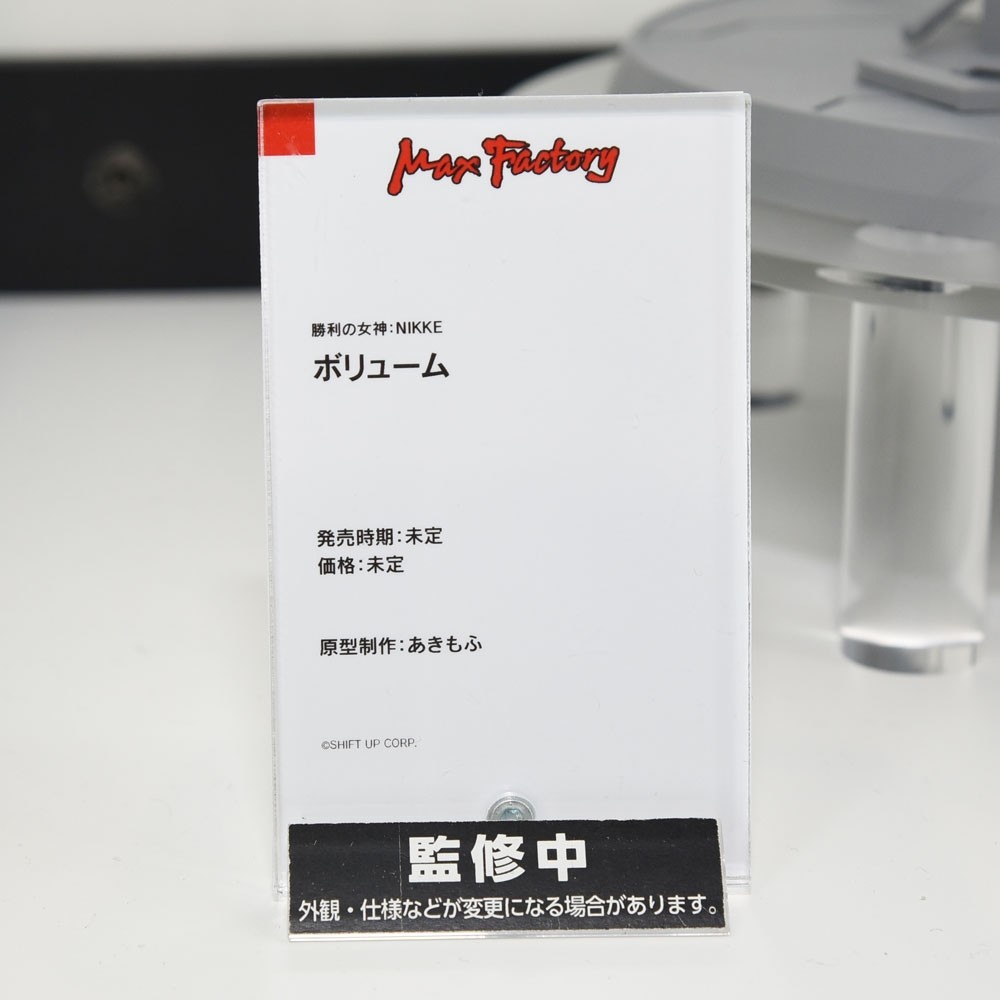 Max Factory
勝利の女神:NIKKE
ボリューム
発売時期:未定
価格:未定
原型制作:あきもふ
©SHIFT UP CORP.
監修中
外観・仕様などが変更になる場合があります。